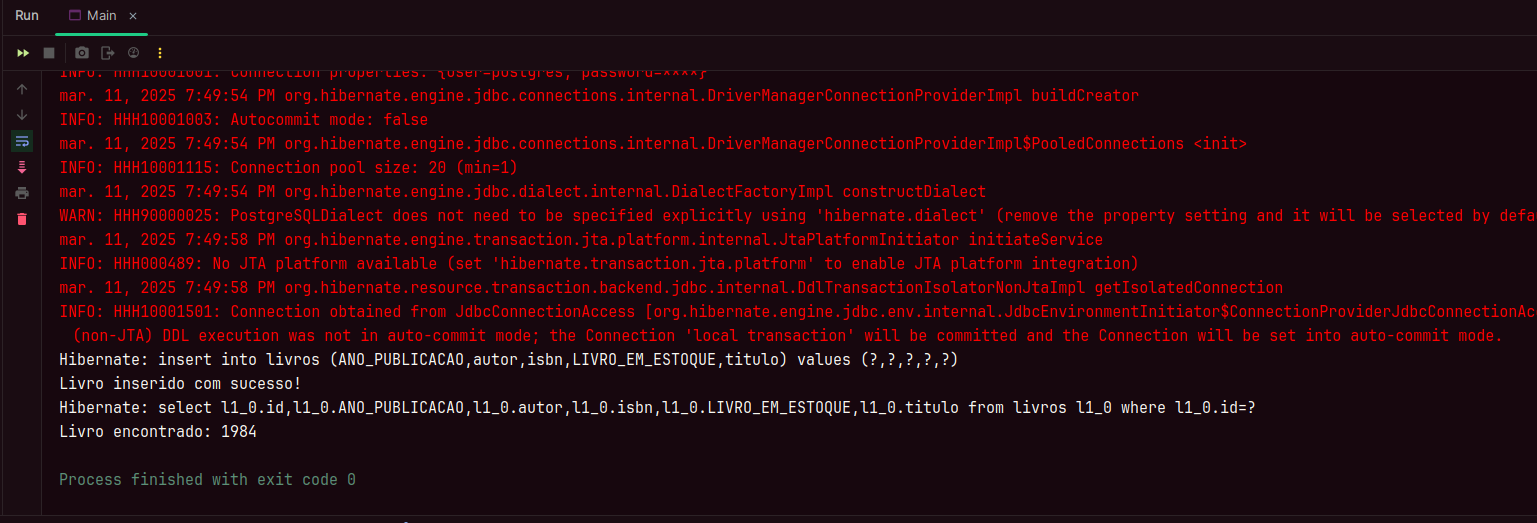 Run
Main
INFO: HHH10001001: Connection properties: {user=postgres, password=****}
mar. 11, 2025 7:49:54 PM org.hibernate.engine.jdbc.connections.internal.DriverManagerConnectionProviderImpl buildCreator
INFO: HHH10001003: Autocommit mode: false
mar. 11, 2025 7:49:54 PM org.hibernate.engine.jdbc.connections.internal.DriverManagerConnectionProviderImpl$PooledConnections <init>
INFO: HHH10001115: Connection pool size: 20 (min=1)
mar. 11, 2025 7:49:54 PM org.hibernate.engine.jdbc.dialect.internal.DialectFactoryImpl constructDialect
WARN: HHH90000025: PostgreSQLDialect does not need to be specified explicitly using 'hibernate.dialect' (remove the property setting and it will be selected by defa
mar. 11, 2025 7:49:58 PM org.hibernate.engine.transaction.jta.platform.internal.JtaPlatformInitiator initiateService
INFO: HHH000489: No JTA platform available (set 'hibernate.transaction.jta.platform' to enable JTA platform integration)
mar. 11, 2025 7:49:58 PM org.hibernate.resource.transaction.backend.jdbc.internal.DdlTransactionIsolatorNonJtaImpl getIsolatedConnection
INFO: HHH10001501: Connection obtained from JdbcConnectionAccess [org.hibernate.engine.jdbc.env.internal.JdbcEnvironmentInitiator$ConnectionProviderJdbcConnectionAc
(non-JTA) DDL execution was not in auto-commit mode; the Connection 'local transaction' will be committed and the Connection will be set into auto-commit mode.
Hibernate: insert into livros (ANO_PUBLICACAO,autor,isbn,LIVRO_EM_ESTOQUE,titulo) values (?,?,?,?,?)
Livro inserido com sucesso!
Hibernate: select l1_0.id,l1_0.ANO_PUBLICACAO,l1_0.autor,l1_0.isbn,l1_0.LIVRO_EM_ESTOQUE,l1_0.titulo from livros l1_0 where l1_0.id=?
Livro encontrado: 1984
Process finished with exit code 0